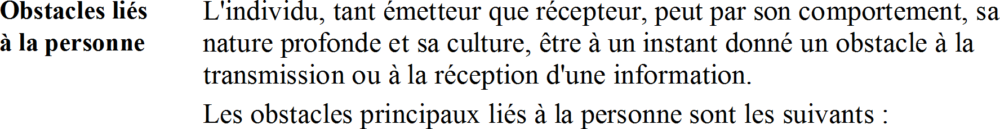 Obstacles liés
à la personne
L'individu, tant émetteur que récepteur, peut par son comportement, sa
nature profonde et sa culture, être à un instant donné un obstacle à la
transmission ou à la réception d'une information.
Les obstacles principaux liés à la personne sont les suivants :